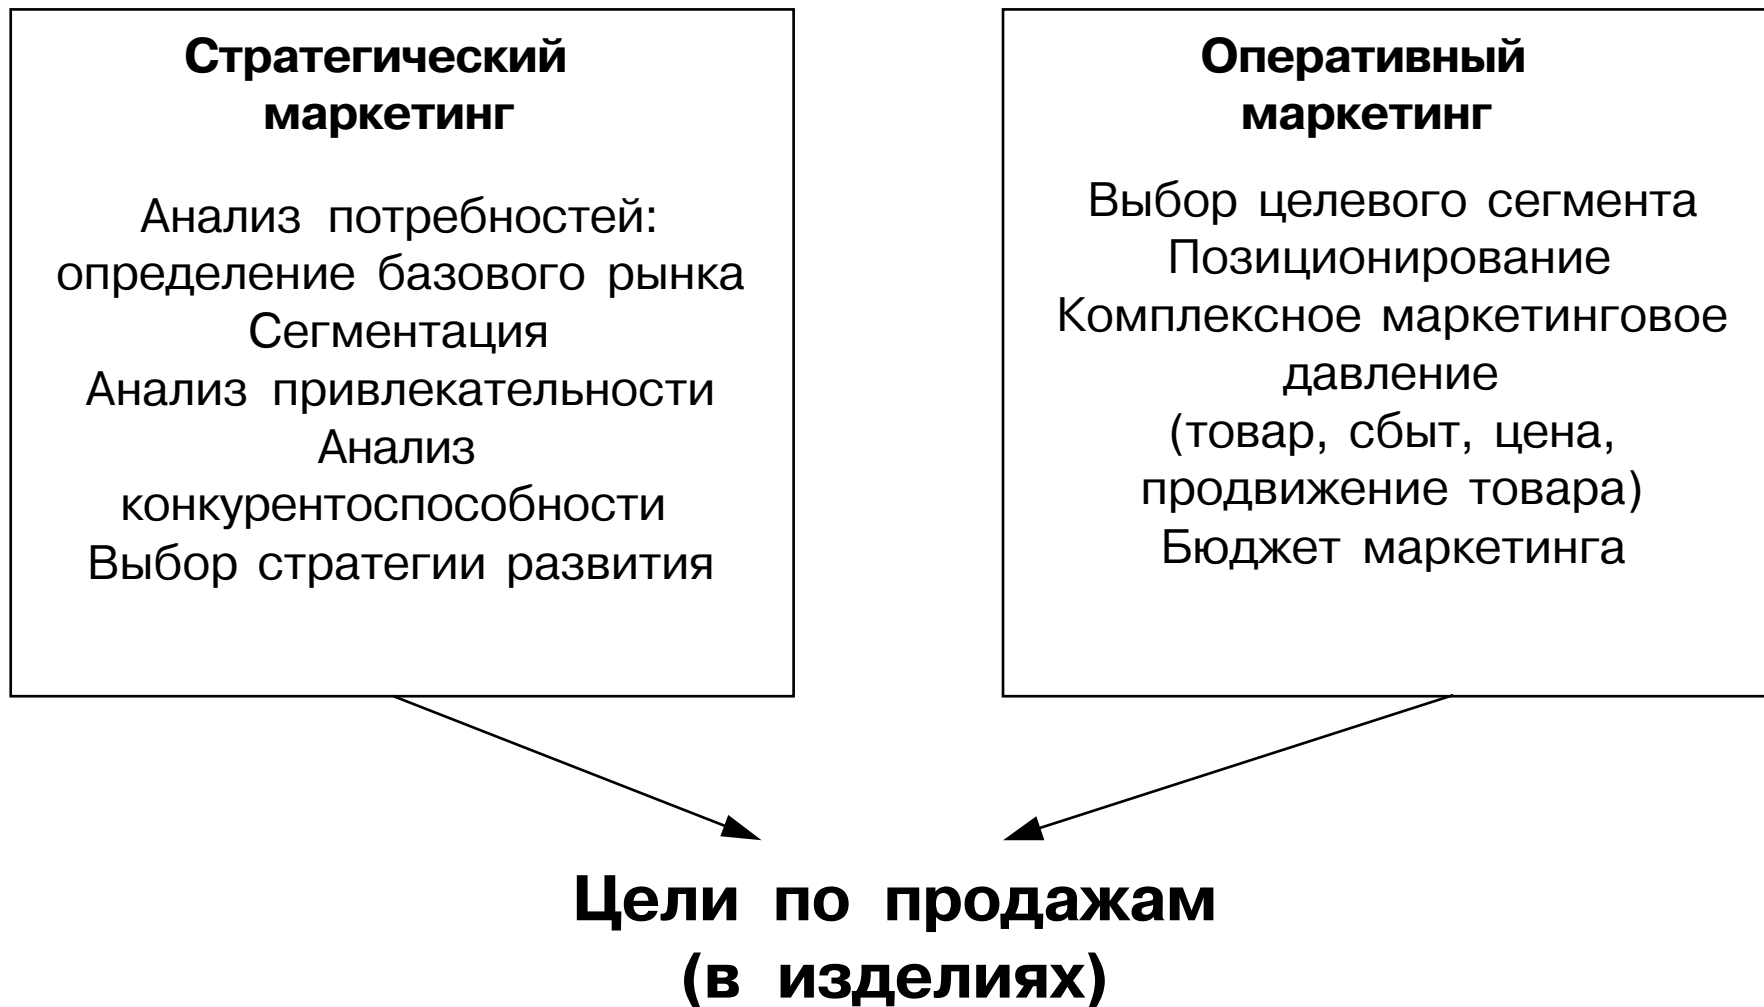 Стратегический
маркетинг
Анализ потребностей:
определение базового рынка
Сегментация
Анализ привлекательности
Анализ
конкурентоспособности
Выбор стратегии развития
Оперативный
маркетинг
Выбор целевого сегмента
Позиционирование
Комплексное маркетинговое
давление
(товар, сбыт, цена,
продвижение товара)
Бюджет маркетинга
Цели по продажам
(в изделиях)